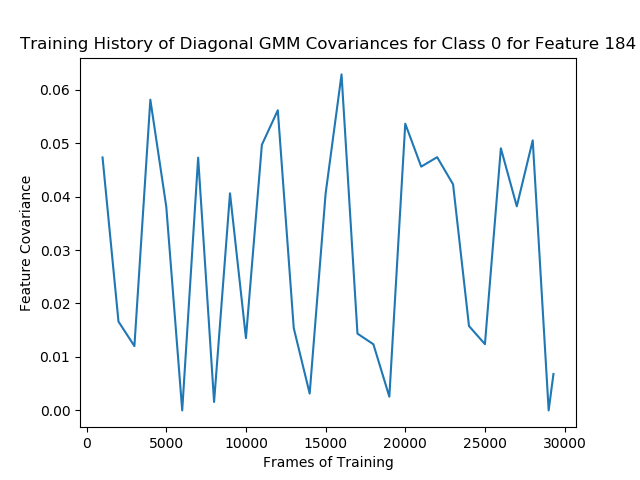 Training History of Diagonal GMM Covariances for Class 0 for Feature 184
0.06
0.05
0.04
0.03
0.02
0.01
0.00
Feature Covariance
0 5000 10000 15000 20000 25000 30000
Frames of Training